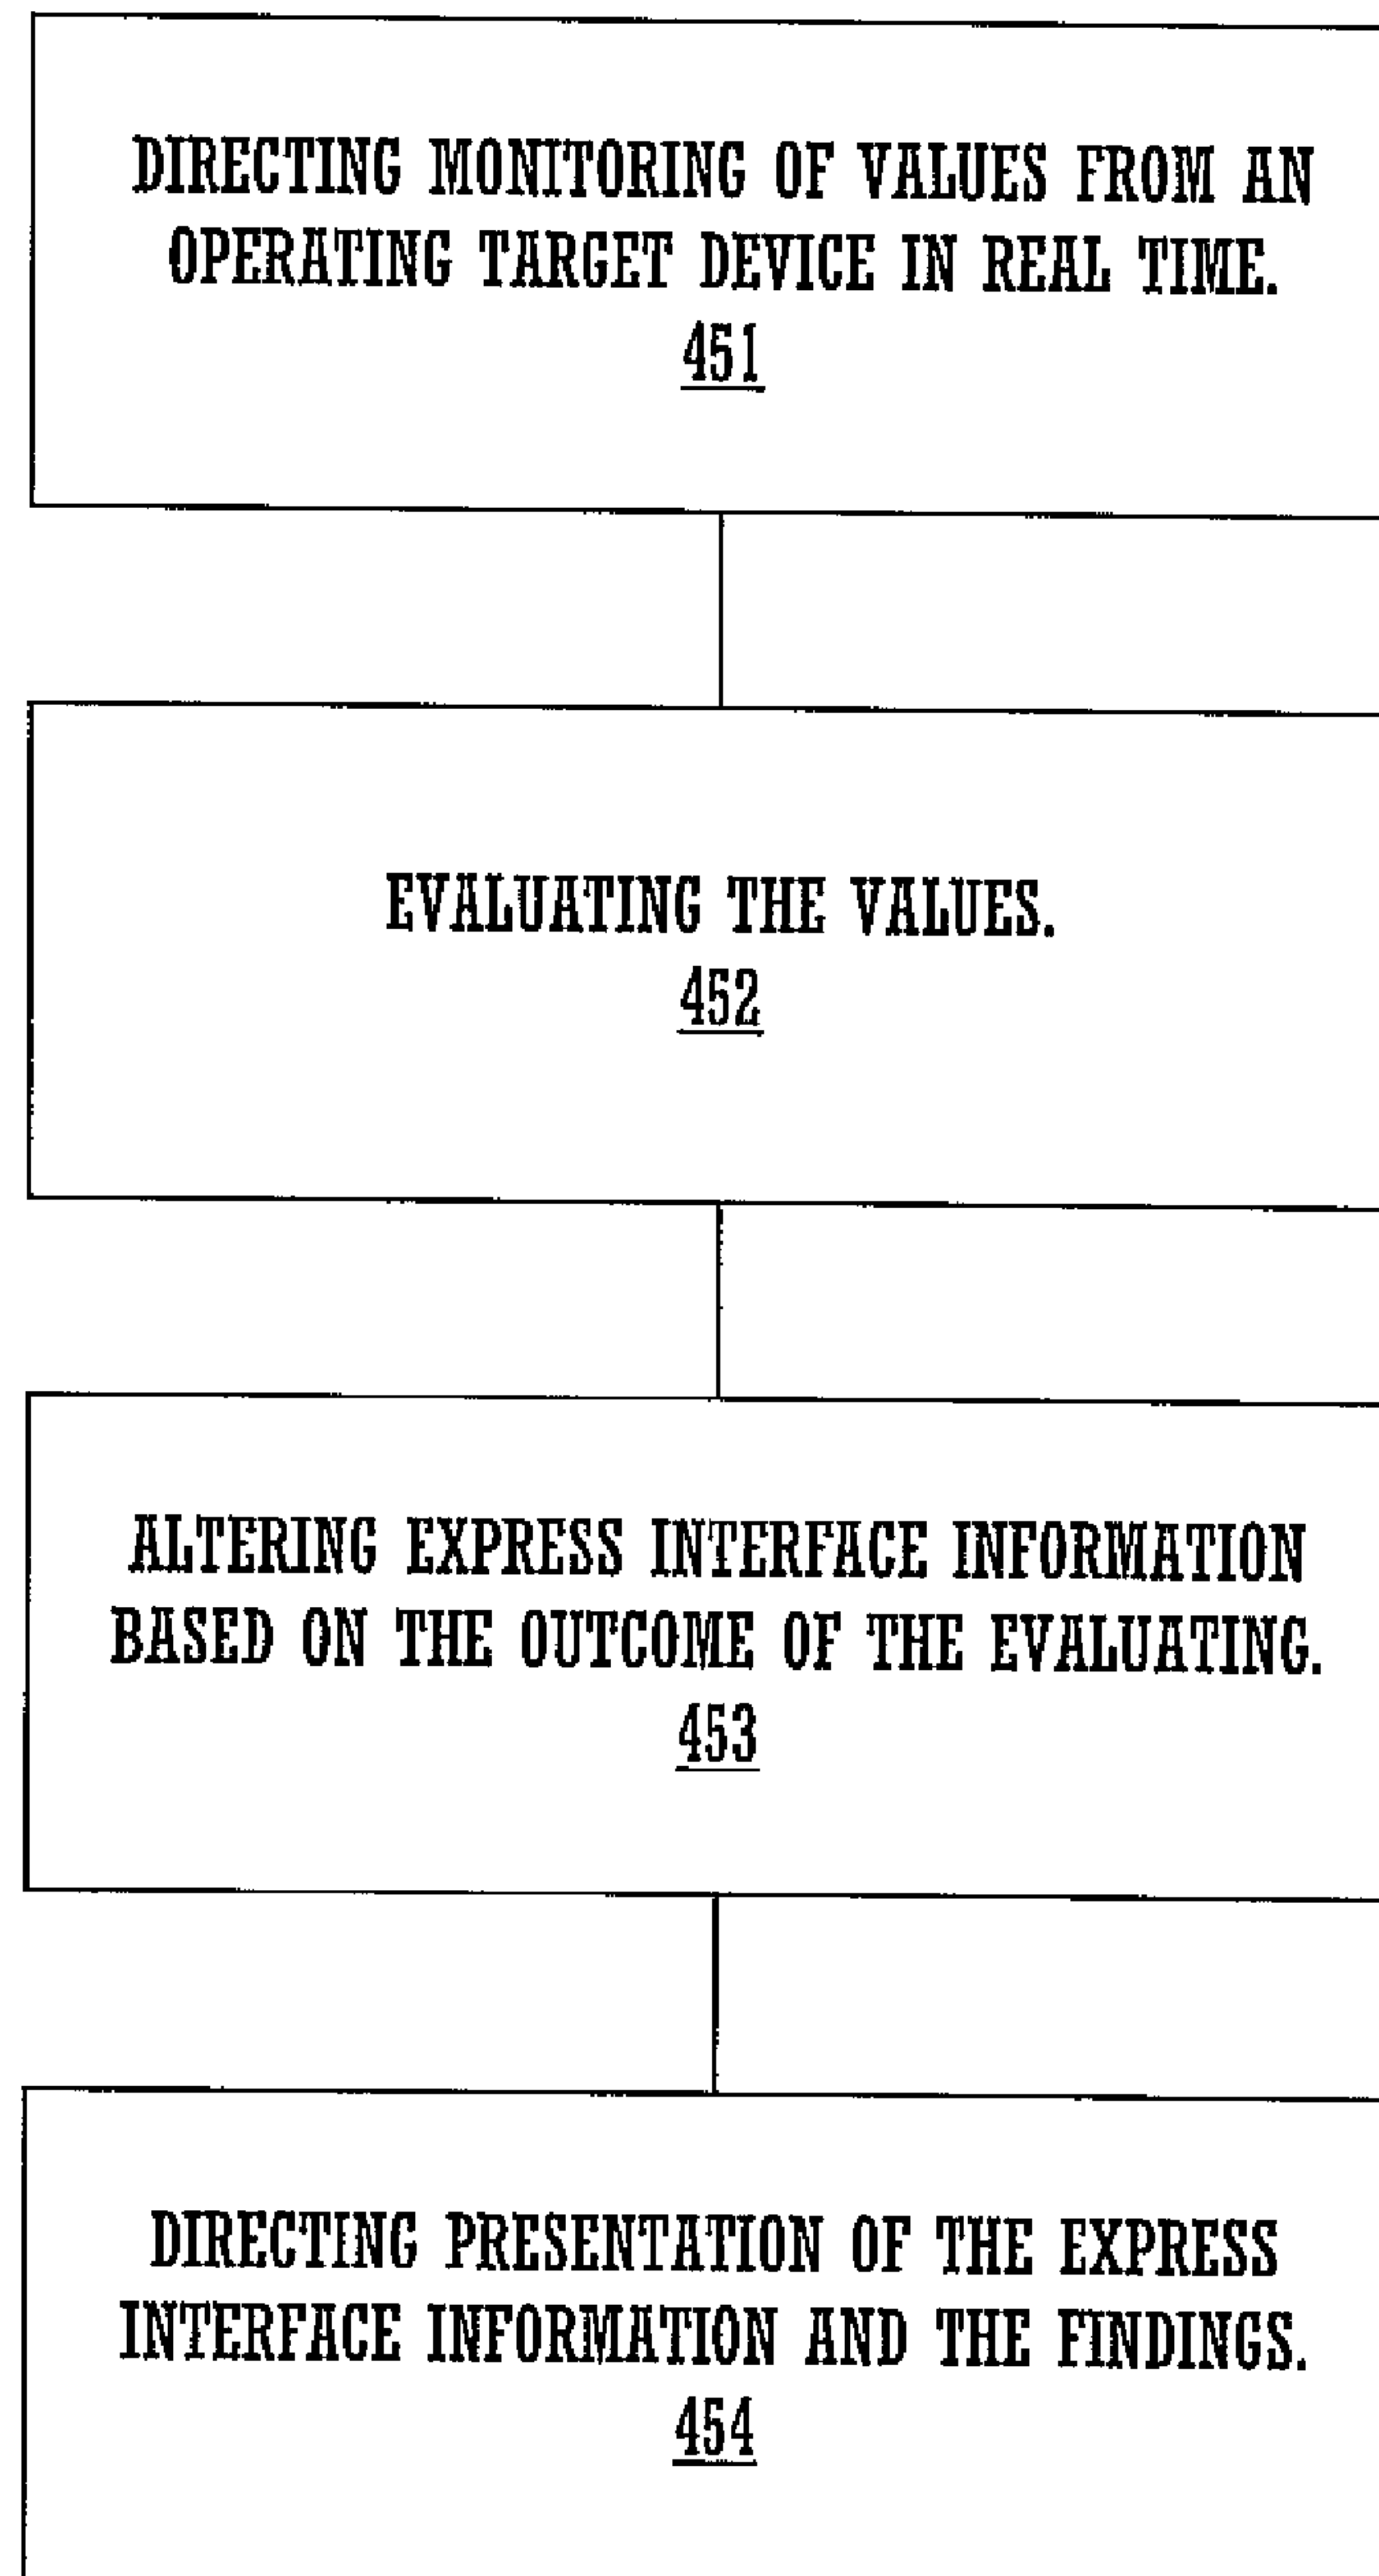 DIRECTING MONITORING OF VALUES FROM AN
OPERATING TARGET DEVICE IN REAL TIME.
451
EVALUATING THE VALUES.
452
ALTERING EXPRESS INTERFACE INFORMATION
BASED ON THE OUTCOME OF THE EVALUATING.
453
DIRECTING PRESENTATION OF THE EXPRESS
INTERFACE INFORMATION AND THE FINDINGS.
454